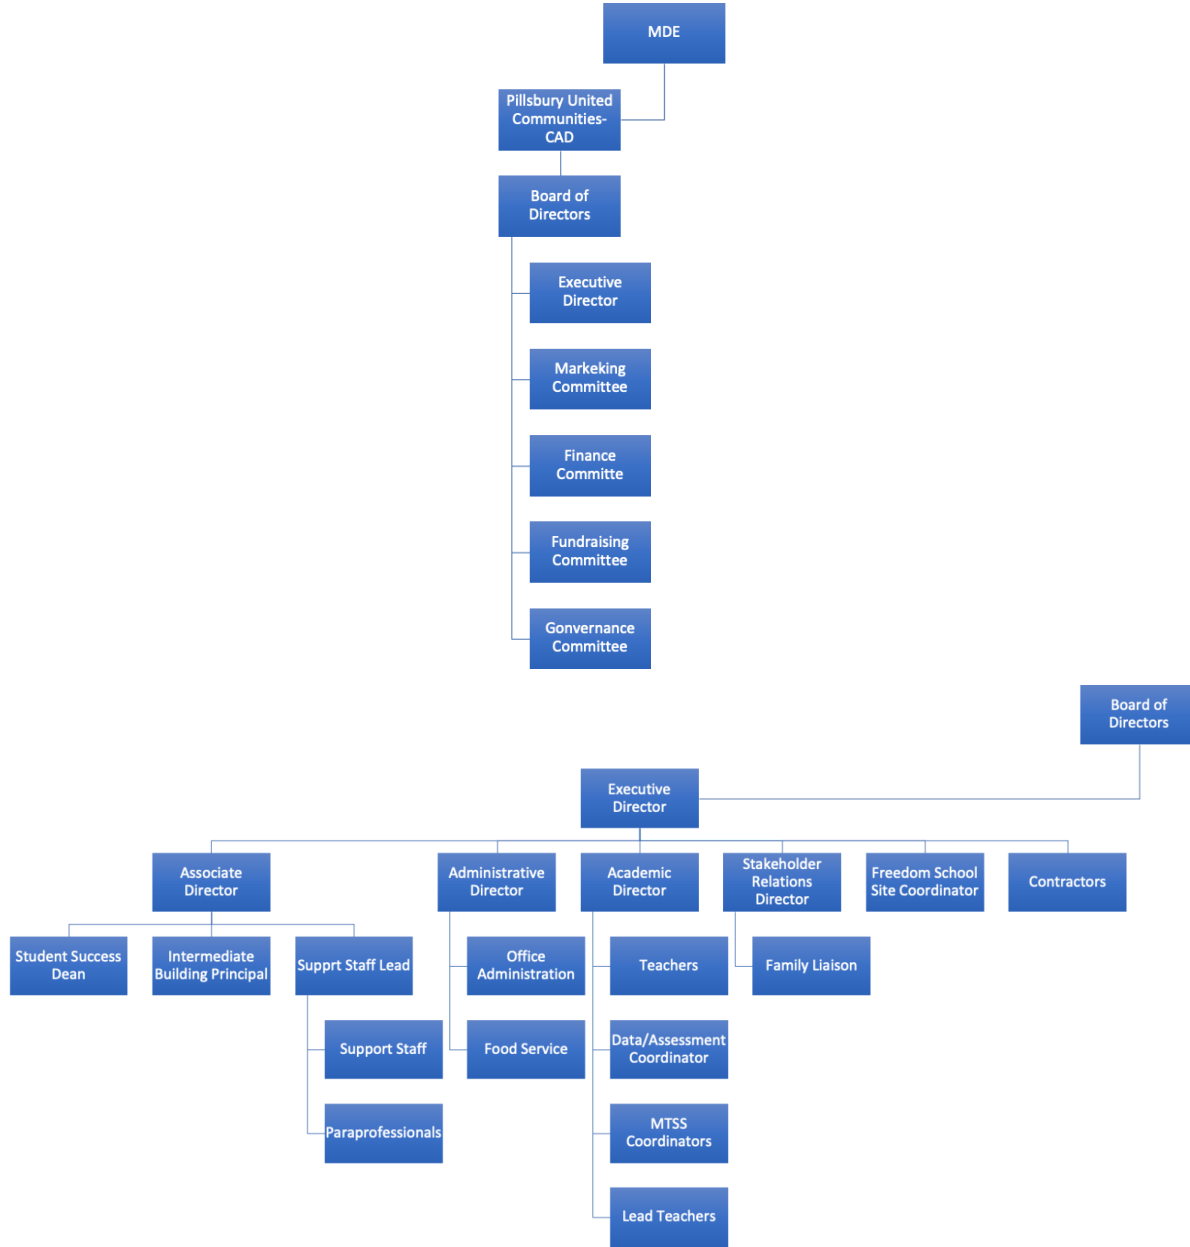 MDE
Pillsbury United
Communities-
CAD
Board of
Directors
Executive
Director
Markeking
Committee
Finance
Committe
Fundraising
Committee
Gonvernance
Committee
Board of
Directors
Executive
Director
Associate
Director
Administrative
Director
Academic
Director
Stakeholder
Relations
Director
Freedom School
Site Coordinator
Contractors
Student Success
Dean
Intermediate
Building Principal
Supprt Staff Lead
Office
Administration
Teachers
Family Liaison
Support Staff
Food Service
Data/Assessment
Coordinator
Paraprofessionals
MTSS
Coordinators
Lead Teachers